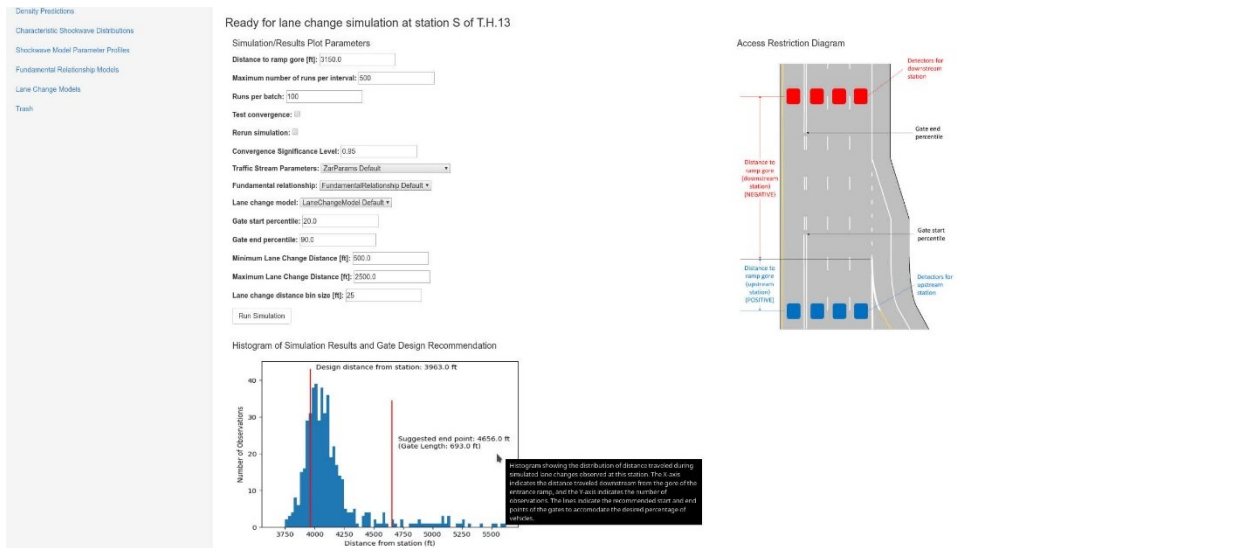 Density Predictions
Characteristic Shockwave Distributions
Shockwave Model Parameter Profiles
Fundamental Relationship Models
Lane Change Models
Trash
Ready for lane change simulation at station S of T.H.13
Simulation/Results Plot Parameters
Distance to ramp gore [ft]: 3150.0
Maximum number of runs per interval: 500
Runs per batch: 100
Test convergence:
Rerun simulation:
Convergence Significance Level: 0.95
Traffic Stream Parameters: ZarParams Default
Fundamental relationship: FundamentalRelationship Default
Lane change model: LaneChangeModel Default
Gate start percentile: 20.0
Gate end percentile: 90.0
Minimum Lane Change Distance [ft]: 500.0
Maximum Lane Change Distance [ft]: 2500.0
Lane change distance bin size [ft]: 25
Run Simulation
Access Restriction Diagram
Detectors for
downstream
station
Gate end
percentile
Distance to
ramp gore
(downstream
station)
(NEGATIVE)
Gate start
percentile
Distance to
ramp gore
(upstream
station)
(POSITIVE)
Detectors for
upstream
station
Histogram of Simulation Results and Gate Design Recommendation
Design distance from station: 3963.0 ft
Suggested end point: 4656.0 ft
(Gate Length: 693.0 ft)
Number of Observations
40
30
20
10
0
3750 4000 4250 4500 4750 5000 5250 5500
Distance from station (ft)
Histogram showing the distribution of distance traveled during
simulated lane changes observed at this station. The X-axis
indicates the distance traveled downstream from the gore of the
entrance ramp, and the Y-axis indicates the number of
observations. The lines indicate the recommended start and end
points of the gates to accomodate the desired percentage of
vehicles.